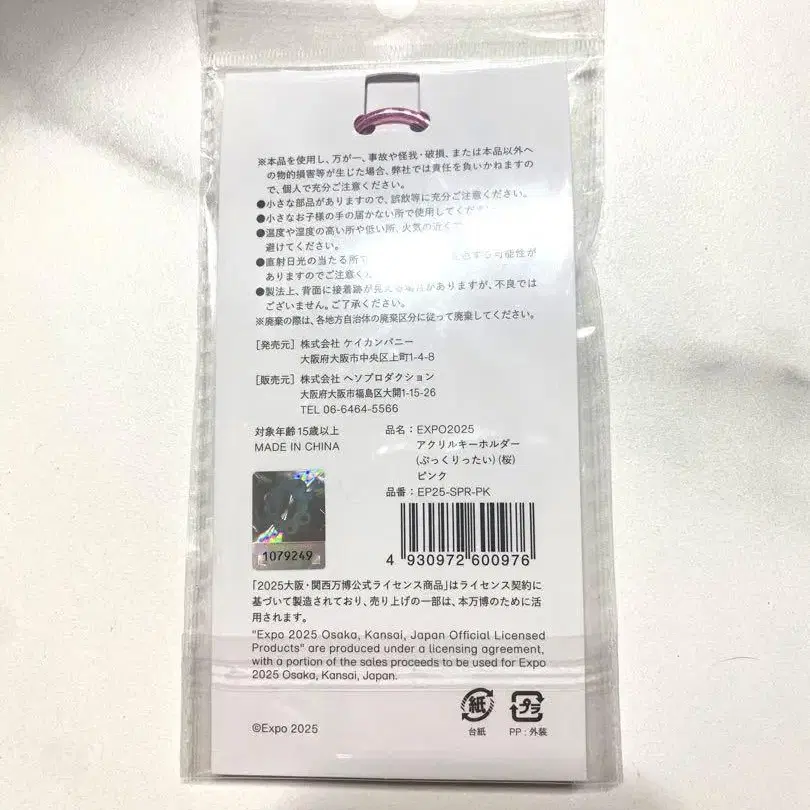 ※本品を使用し、万が一、事故や怪我・破損、または本品以外へ
の物的損害等が生じた場合、弊社では責任を負いかねますの
で、個人で充分ご注意ください。
●小さな部品がありますので、誤飲等に充分ご注意ください。
●小さなお子様の手の届かない所で使用してくだ
●温度や湿度の高い所や低い所、火気の近く
避けてください。
●直射日光の当たる所で する可能性が
ありますのでご注意く
●製法上、背面に接着跡が見える場合がありますが、不良では
ございません。ご了承ください。
※廃棄の際は、各地方自治体の廃棄区分に従って廃棄してください。
[発売元] 株式会社 ケイカンパニー
大阪府大阪市中央区上町1-4-8
[販売元] 株式会社 ヘソプロダクション
大阪府大阪市福島区大開1-15-26
TEL 06-6464-5566
対象年齢 15歳以上
MADE IN CHINA
品名：EXPO2025
アクリルキーホルダー
(ぷっくりったい) (桜)
ピンク
品番：EP25-SPR-PK
1079249
4 930972 600976
「2025大阪・関西万博公式ライセンス商品」はライセンス契約に
基づいて製造されており、売り上げの一部は、本万博のために活
用されます。
"Expo 2025 Osaka, Kansai, Japan Official Licensed
Products" are produced under a licensing agreement,
with a portion of the sales proceeds to be used for Expo
2025 Osaka, Kansai, Japan.
紙
プラ
台紙
PP：外装
©Expo 2025